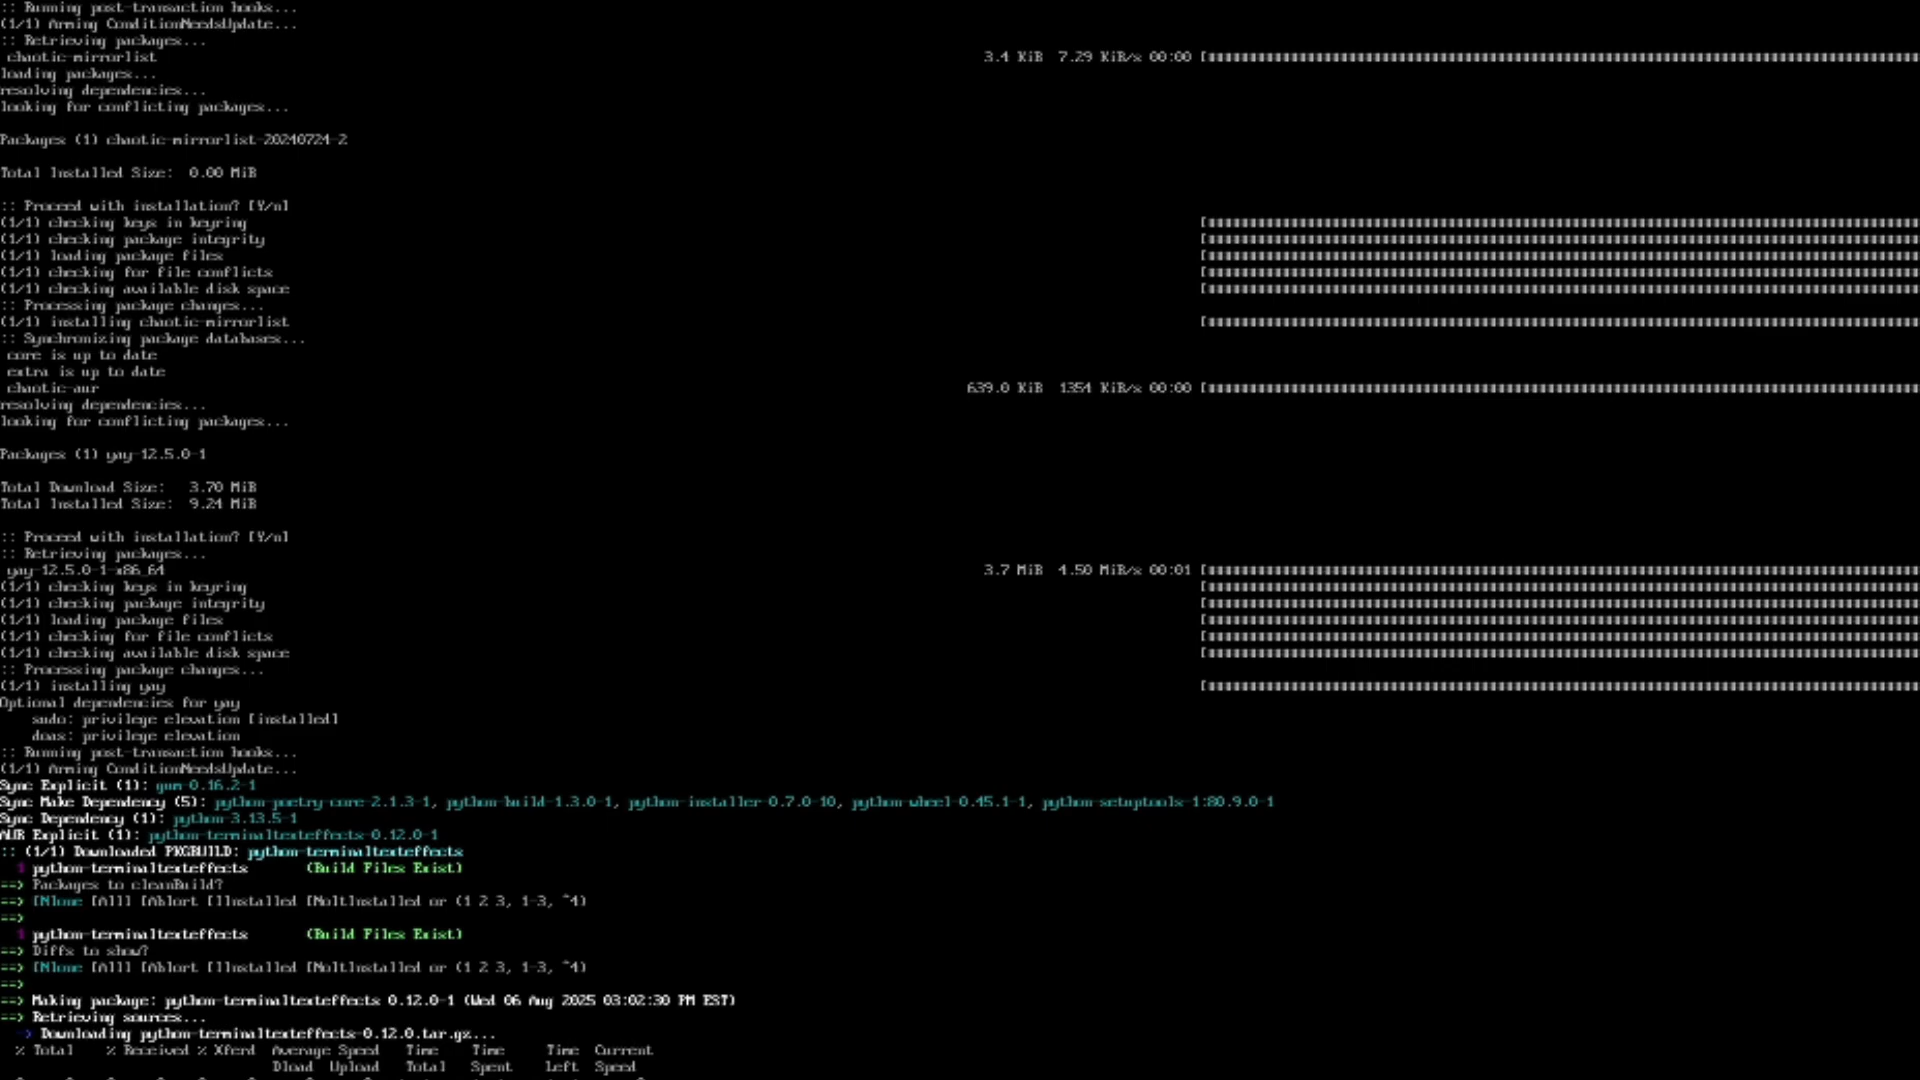 :: Running post-transaction hooks...
(1/1) Arming ConditionNeedsUpdate...
:: Retrieving packages...
chaotic-mirrorlist 3.4 KiB 7.29 KiB/s 00:00 [
loading packages...
resolving dependencies...
looking for conflicting packages...
Packages (1) chaotic-mirrorlist-20240724-2
Total Installed Size: 0.00 MiB
:: Proceed with installation? [Y/n]
(1/1) checking keys in keyring [
(1/1) checking package integrity [
(1/1) loading package files [
(1/1) checking for file conflicts [
(1/1) checking available disk space [
:: Processing package changes...
(1/1) installing chaotic-mirrorlist [
:: Synchronizing package databases...
core is up to date
extra is up to date
chaotic-aur 639.0 KiB 1354 KiB/s 00:00 [
resolving dependencies...
looking for conflicting packages...
Packages (1) yay-12.5.0-1
Total Download Size: 3.70 MiB
Total Installed Size: 9.24 MiB
:: Proceed with installation? [Y/n]
:: Retrieving packages...
yay-12.5.0-1-x86_64 3.7 MiB 4.50 MiB/s 00:01 [
(1/1) checking keys in keyring [
(1/1) checking package integrity [
(1/1) loading package files [
(1/1) checking for file conflicts [
(1/1) checking available disk space [
:: Processing package changes...
(1/1) installing yay [
Optional dependencies for yay
sudo: privilege elevation [installed]
doas: privilege elevation
:: Running post-transaction hooks...
(1/1) Arming ConditionNeedsUpdate...
Sync Explicit (1): gum-0.16.2-1
Sync Make Dependency (5): python-poetry-core-2.1.3-1, python-build-1.3.0-1, python-installer-0.7.0-10, python-wheel-0.45.1-1, python-setuptools-1:80.9.0-1
Sync Dependency (1): python-3.13.5-1
AUR Explicit (1): python-terminaltexteffects-0.12.0-1
:: (1/1) Downloaded PKGBUILD: python-terminaltexteffects
1 python-terminaltexteffects (Build Files Exist)
==> Packages to cleanBuild?
==> [N]one [A]ll [Ab]ort [I]nstalled [No]tInstalled or (1 2 3, 1-3, ^4)
==>
1 python-terminaltexteffects (Build Files Exist)
==> Diffs to show?
==> [N]one [A]ll [Ab]ort [I]nstalled [No]tInstalled or (1 2 3, 1-3, ^4)
==>
==> Making package: python-terminaltexteffects 0.12.0-1 (Wed 06 Aug 2025 03:02:30 PM EST)
==> Retrieving sources...
-> Downloading python-terminaltexteffects-0.12.0.tar.gz...
% Total % Received % Xferd Average Speed Time Time Time Current
Dload Upload Total Spent Left Speed